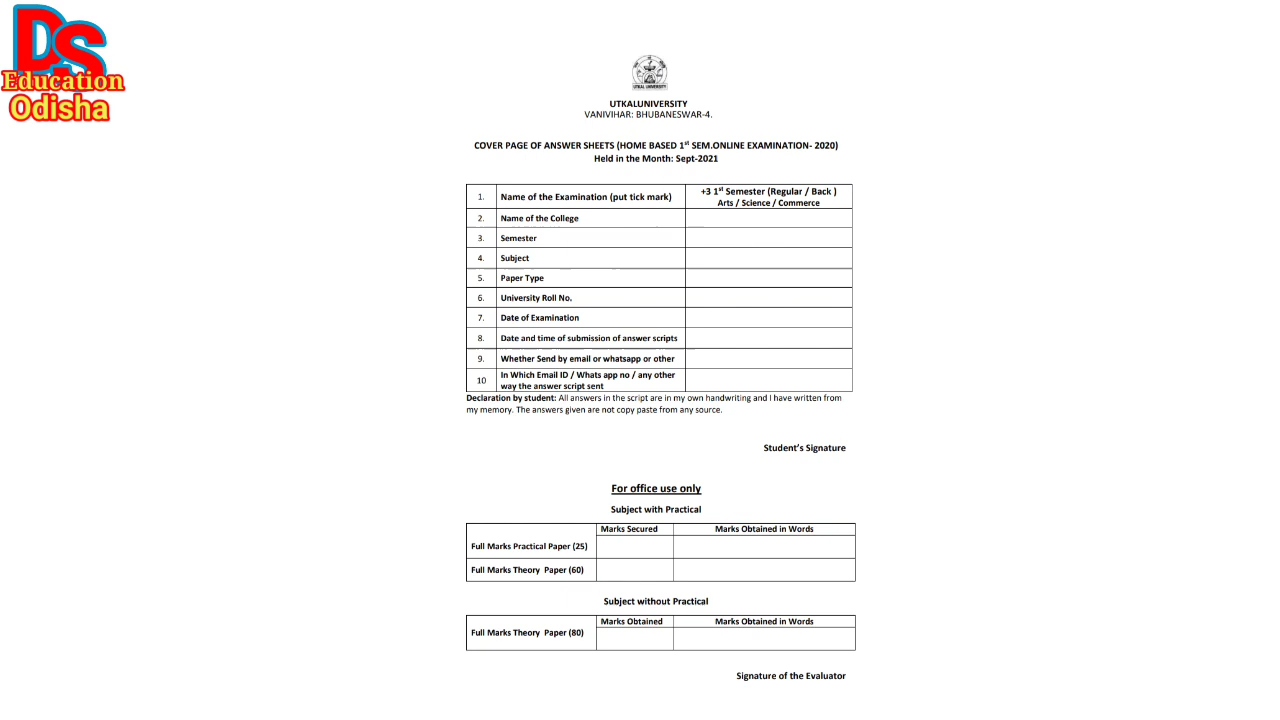 DS
Education
Odisha
UTKAL UNIVERSITY
UTKALUNIVERSITY
VANIVIHAR: BHUBANESWAR-4.
COVER PAGE OF ANSWER SHEETS (HOME BASED 1st SEM.ONLINE EXAMINATION- 2020)
Held in the Month: Sept-2021
1. Name of the Examination (put tick mark) +3 1st Semester (Regular / Back )
Arts / Science / Commerce
2. Name of the College
3. Semester
4. Subject
5. Paper Type
6. University Roll No.
7. Date of Examination
8. Date and time of submission of answer scripts
9. Whether Send by email or whatsapp or other
10 In Which Email ID / Whats app no / any other
way the answer script sent
Declaration by student: All answers in the script are in my own handwriting and I have written from
my memory. The answers given are not copy paste from any source.
Student's Signature
For office use only
Subject with Practical
Marks Secured Marks Obtained in Words
Full Marks Practical Paper (25)
Full Marks Theory Paper (60)
Subject without Practical
Marks Obtained Marks Obtained in Words
Full Marks Theory Paper (80)
Signature of the Evaluator